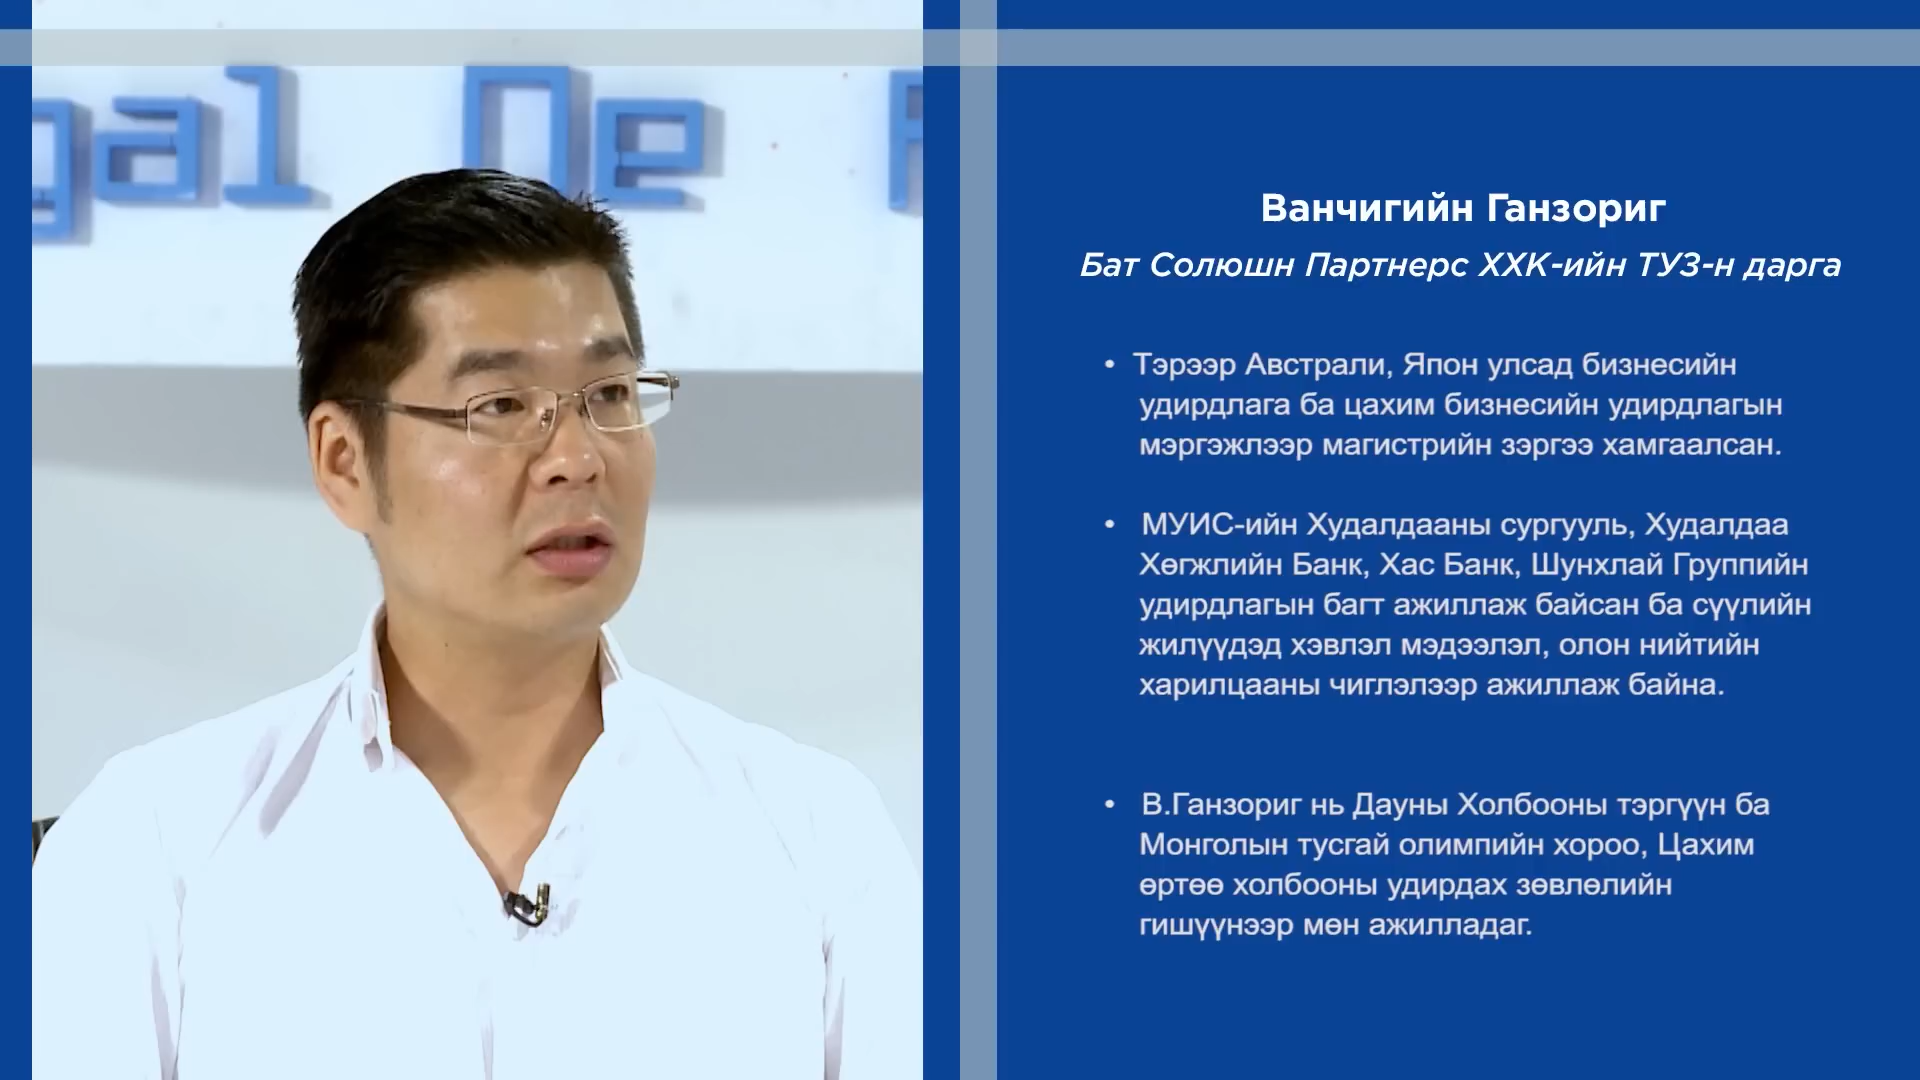 gal De
Ванчигийн Ганзориг
Бат Солюшн Партнерс ХХК-ийн ТУЗ-н дарга
• Тэрээр Австрали, Япон улсад бизнесийн
удирдлага ба цахим бизнесийн удирдлагын
мэргэжлээр магистрийн зэргээ хамгаалсан.
• МУИС-ийн Худалдааны сургууль, Худалдаа
Хөгжлийн Банк, Хас Банк, Шунхлай Группийн
удирдлагын багт ажиллаж байсан ба сүүлийн
жилүүдэд хэвлэл мэдээлэл, олон нийтийн
харилцааны чиглэлээр ажиллаж байна.
• В.Ганзориг нь Дауны Холбооны тэргүүн ба
Монголын тусгай олимпийн хороо, Цахим
өртөө холбооны удирдах зөвлөлийн
гишүүнээр мөн ажилладаг.